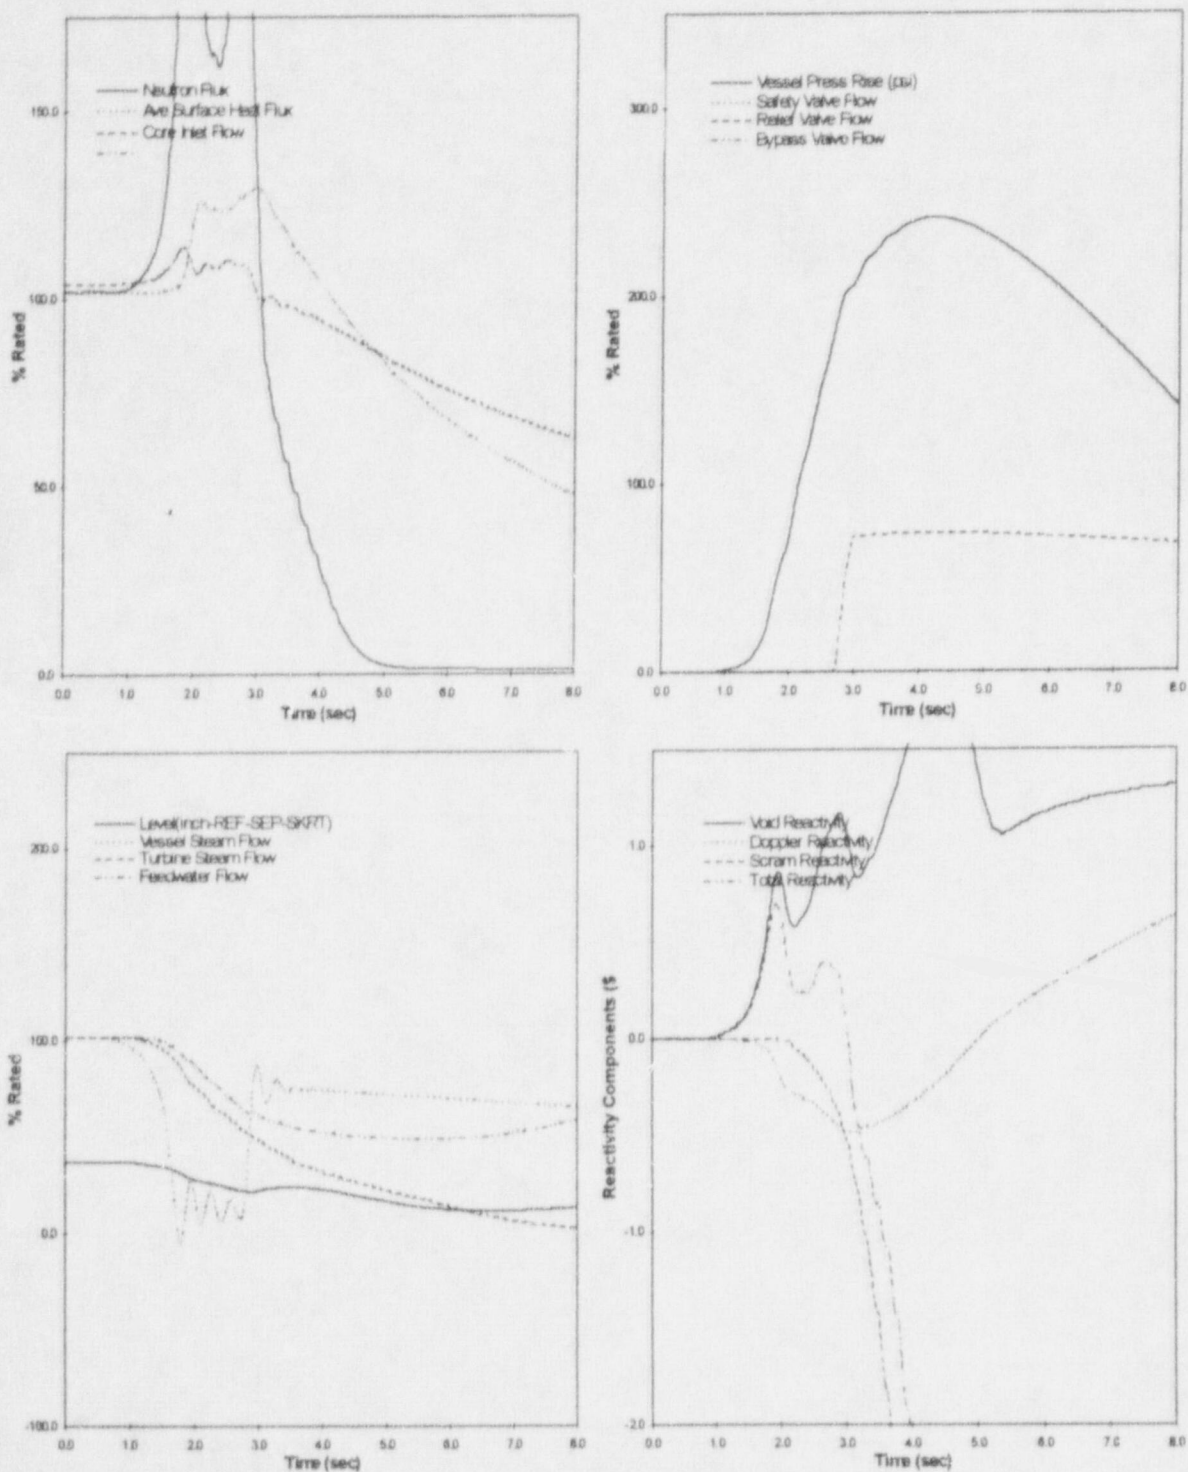 Neutron Flux
Ave Surface Heat Flux
Core Inlet Flow
150.0
100.0
50.0
0.0
% Rated
0.0 1.0 2.0 3.0 4.0 5.0 6.0 7.0 8.0
Time (sec)
Vessel Press Rise (psi)
Safety Valve Flow
Relief Valve Flow
Bypass Valve Flow
300.0
200.0
100.0
0.0
% Rated
0.0 1.0 2.0 3.0 4.0 5.0 6.0 7.0 8.0
Time (sec)
Level(inch-REF-SEP-SKRT)
Vessel Steam Flow
Turbine Steam Flow
Feedwater Flow
200.0
100.0
0.0
-100.0
% Rated
0.0 1.0 2.0 3.0 4.0 5.0 6.0 7.0 8.0
Time (sec)
Void Reactivity
Doppler Reactivity
Scram Reactivity
Total Reactivity
1.0
0.0
-1.0
-2.0
Reactivity Components ($
0.0 1.0 2.0 3.0 4.0 5.0 6.0 7.0 8.0
Time (sec)